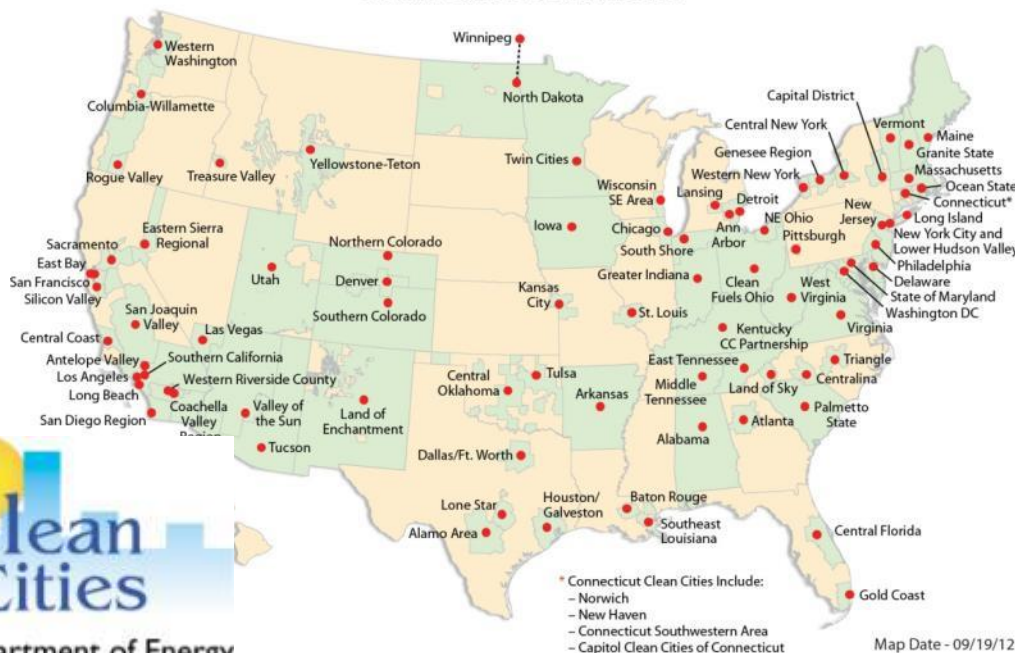 Winnipeg
Western
Washington
North Dakota
Columbia-Willamette
Capital District
Central New York
Vermont
Maine
Genesee Region
Granite State
Rogue Valley
Treasure Valley
Yellowstone-Teton
Twin Cities
Western New York
Massachusetts
Wisconsin
SE Area
Lansing
Detroit
Ocean State
Connecticut*
New
Jersey
Long Island
Eastern Sierra
Regional
Northern Colorado
Iowa
Chicago
Ann
Arbor
NE Ohio
Pittsburgh
New York City and
Lower Hudson Valley
Sacramento
East Bay
South Shore
Philadelphia
San Francisco
Silicon Valley
Utah
Denver
Greater Indiana
Clean
Fuels Ohio
West
Virginia
Delaware
State of Maryland
Washington DC
Kansas
City
San Joaquin
Valley
Southern Colorado
St. Louis
Virginia
Central Coast
Las Vegas
Kentucky
CC Partnership
Antelope Valley
Southern California
East Tennessee
Triangle
Los Angeles
Western Riverside County
Central
Oklahoma
Tulsa
Middle
Tennessee
Land of Sky
Centralina
Long Beach
Arkansas
San Diego Region
Coachella
Valley
Valley of
the Sun
Land of
Enchantment
Palmetto
State
Atlanta
Alabama
Tucson
Dallas/Ft. Worth
Lone Star
Houston/
Galveston
Baton Rouge
Alamo Area
Southeast
Louisiana
Central Florida
Gold Coast
lean
Cities
artment of Energy
* Connecticut Clean Cities Include:
– Norwich
– New Haven
– Connecticut Southwestern Area
– Capitol Clean Cities of Connecticut
Map Date - 09/19/12